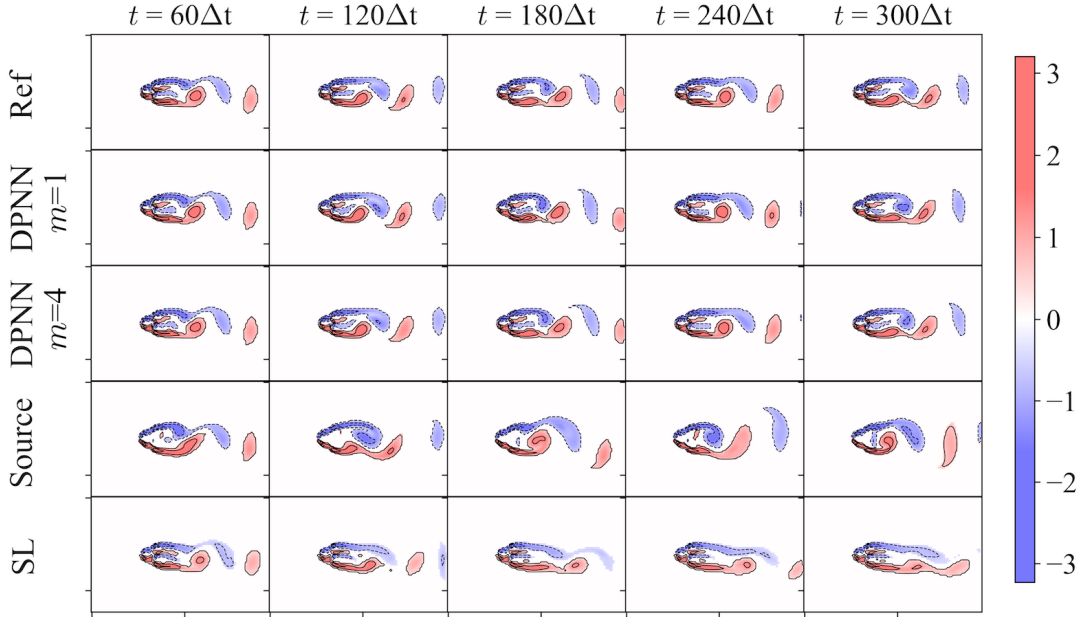 t = 60Δt
t = 120Δt
t = 180Δt
t = 240Δt
t = 300Δt
Ref
DPNN
m=1
DPNN
m=4
Source
SL
3
2
1
0
−1
−2
−3